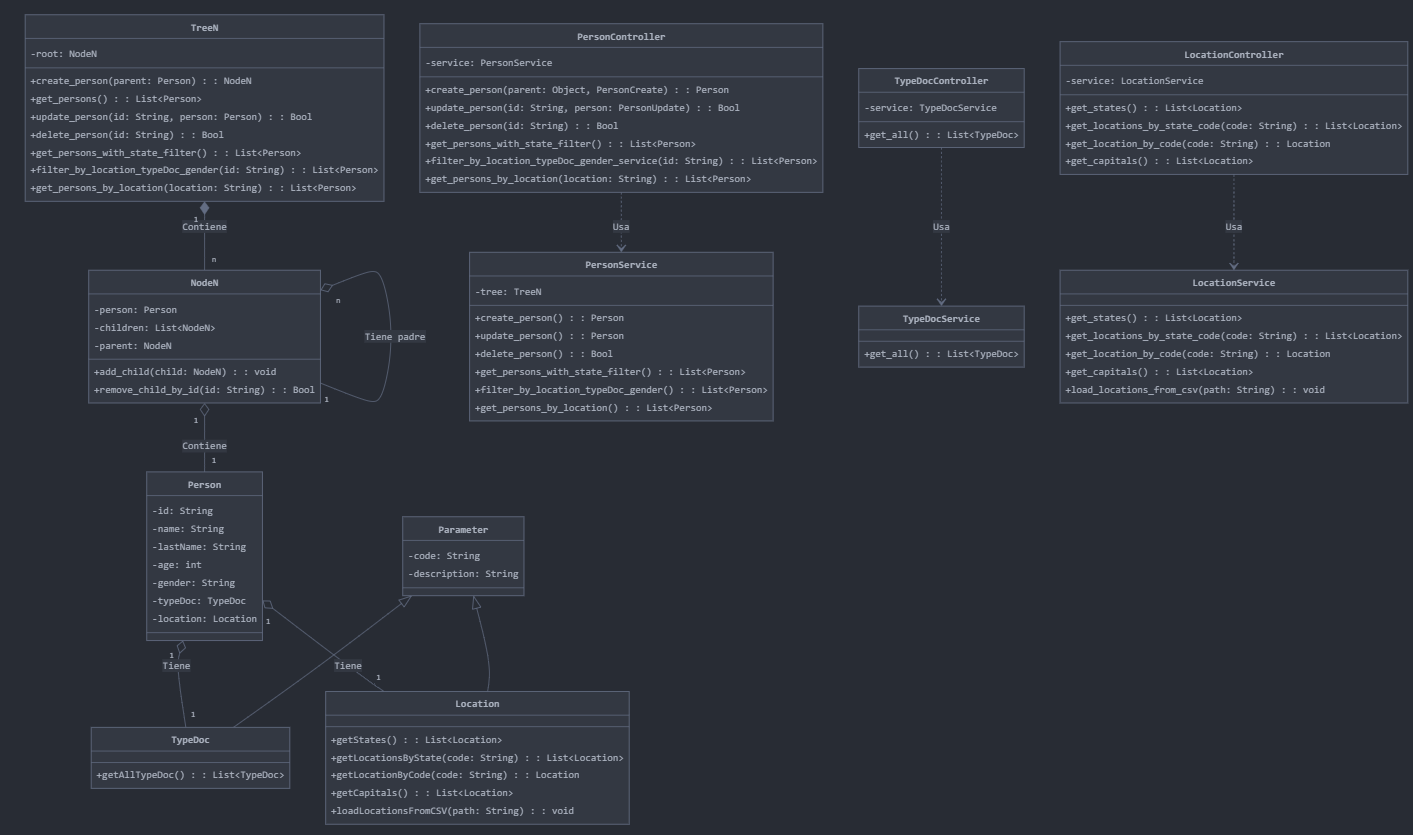 TreeN
-root: NodeN
+create_person(parent: Person) : : NodeN
+get_persons() : : List<Person>
+update_person(id: String, person: Person) : : Bool
+delete_person(id: String) : : Bool
+get_persons_with_state_filter() : : List<Person>
+filter_by_location_typeDoc_gender(id: String) : : List<Person>
+get_persons_by_location(location: String) : : List<Person>
1
Contiene
n
NodeN
-person: Person
-children: List<NodeN>
-parent: NodeN
+add_child(child: NodeN) : : void
+remove_child_by_id(id: String) : : Bool
n
Tiene padre
1
1
Contiene
1
Person
-id: String
-name: String
-lastName: String
-age: int
-gender: String
-typeDoc: TypeDoc
-location: Location
1
Tiene
1
1
Tiene
1
Parameter
-code: String
-description: String
TypeDoc
+getAllTypeDoc() : : List<TypeDoc>
Location
+getStates() : : List<Location>
+getLocationsByState(code: String) : : List<Location>
+getLocationByCode(code: String) : : Location
+getCapitals() : : List<Location>
+loadLocationsFromCSV(path: String) : : void
PersonController
-service: PersonService
+create_person(parent: Object, PersonCreate) : : Person
+update_person(id: String, person: PersonUpdate) : : Bool
+delete_person(id: String) : : Bool
+get_persons_with_state_filter() : : List<Person>
+filter_by_location_typeDoc_gender_service(id: String) : : List<Person>
+get_persons_by_location(location: String) : : List<Person>
Usa
PersonService
-tree: TreeN
+create_person() : : Person
+update_person() : : Person
+delete_person() : : Bool
+get_persons_with_state_filter() : : List<Person>
+filter_by_location_typeDoc_gender() : : List<Person>
+get_persons_by_location() : : List<Person>
TypeDocController
-service: TypeDocService
+get_all() : : List<TypeDoc>
Usa
TypeDocService
+get_all() : : List<TypeDoc>
LocationController
-service: LocationService
+get_states() : : List<Location>
+get_locations_by_state_code(code: String) : : List<Location>
+get_location_by_code(code: String) : : Location
+get_capitals() : : List<Location>
Usa
LocationService
+get_states() : : List<Location>
+get_locations_by_state_code(code: String) : : List<Location>
+get_location_by_code(code: String) : : Location
+get_capitals() : : List<Location>
+load_locations_from_csv(path: String) : : void